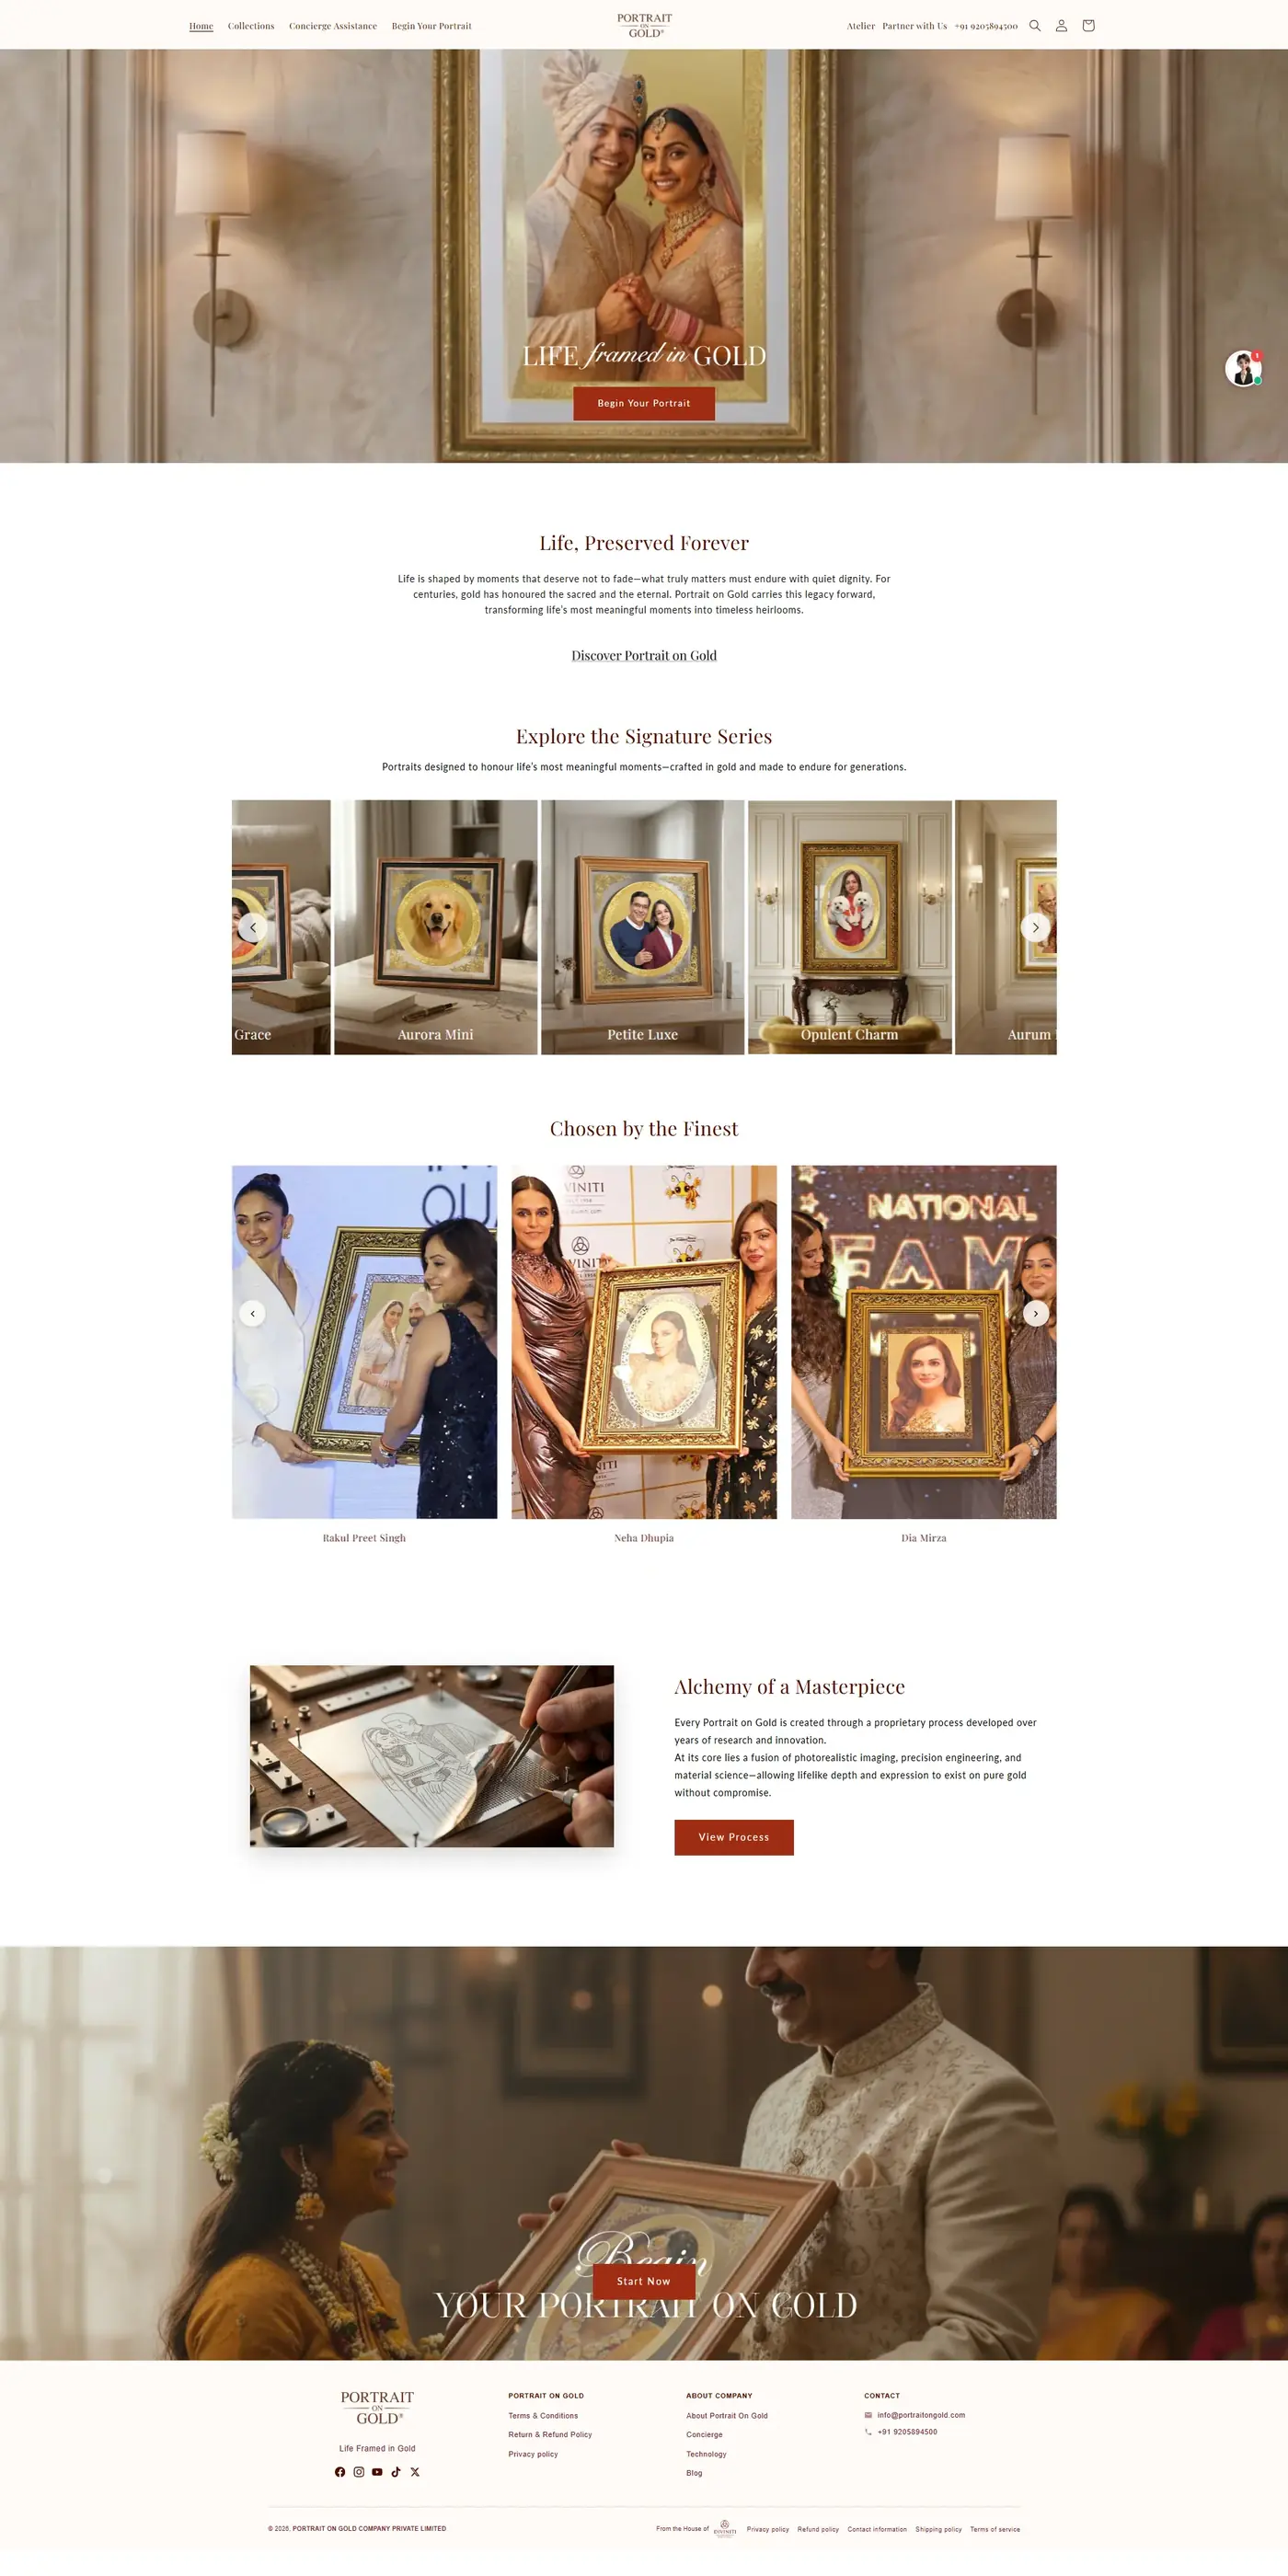 Home Collections Concierge Assistance Begin Your Portrait
PORTRAIT
ON
GOLD®
Atelier Partner with Us +91 9205894500
LIFE framed in GOLD
Begin Your Portrait
1
Life, Preserved Forever
Life is shaped by moments that deserve not to fade—what truly matters must endure with quiet dignity. For
centuries, gold has honoured the sacred and the eternal. Portrait on Gold carries this legacy forward,
transforming life's most meaningful moments into timeless heirlooms.
Discover Portrait on Gold
Explore the Signature Series
Portraits designed to honour life's most meaningful moments—crafted in gold and made to endure for generations.
Grace
Aurora Mini
Petite Luxe
Opulent Charm
Aurum
Chosen by the Finest
QU
VINITI
VINITI
VINITI
NATIONAL
FAM
Rakul Preet Singh
Neha Dhupia
Dia Mirza
Alchemy of a Masterpiece
Every Portrait on Gold is created through a proprietary process developed over
years of research and innovation.
At its core lies a fusion of photorealistic imaging, precision engineering, and
material science—allowing lifelike depth and expression to exist on pure gold
without compromise.
View Process
Begin
Start Now
YOUR PORTRAIT ON GOLD
PORTRAIT
ON
GOLD®
Life Framed in Gold
PORTRAIT ON GOLD
Terms & Conditions
Return & Refund Policy
Privacy policy
ABOUT COMPANY
About Portrait On Gold
Concierge
Technology
Blog
CONTACT
info@portraitongold.com
+91 9205894500
© 2026, PORTRAIT ON GOLD COMPANY PRIVATE LIMITED
From the House of DIVINITI Privacy policy Refund policy Contact information Shipping policy Terms of service